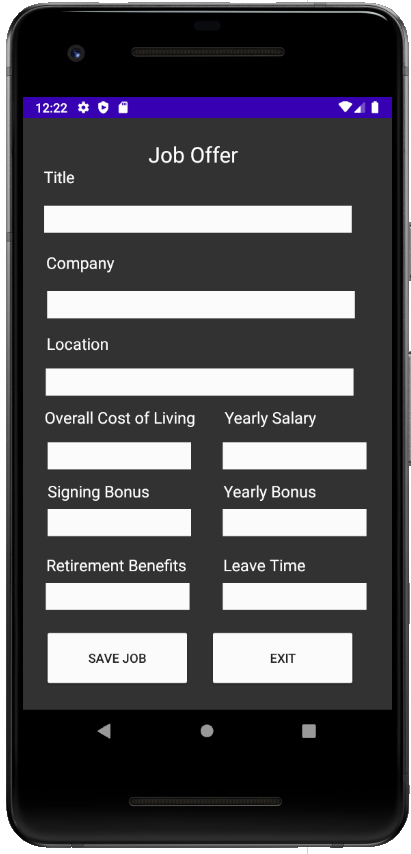 12:22
Job Offer
Title
Company
Location
Overall Cost of Living Yearly Salary
Signing Bonus Yearly Bonus
Retirement Benefits Leave Time
SAVE JOB EXIT